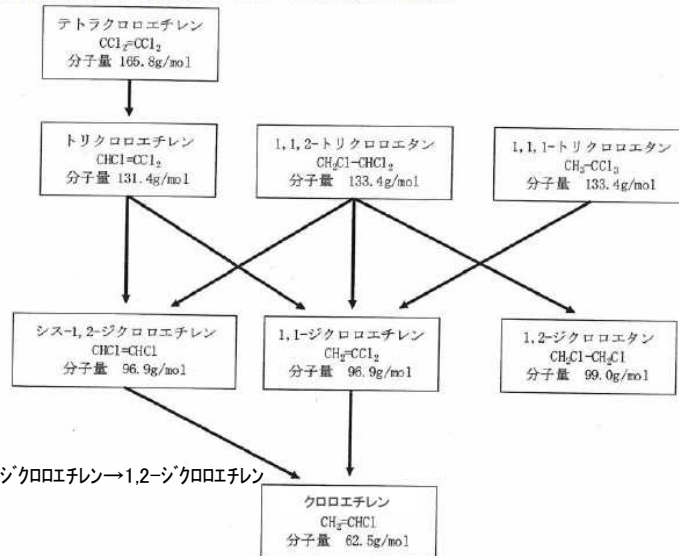 テトラクロロエチレン
CCl₂=CCl₂
分子量 165.8g/mol
トリクロロエチレン
CHCl=CCl₂
分子量 131.4g/mol
1,1,2-トリクロロエタン
CH₂Cl-CHCl₂
分子量 133.4g/mol
1,1,1-トリクロロエタン
CH₃-CCl₃
分子量 133.4g/mol
シス-1,2-ジクロロエチレン
CHCl=CHCl
分子量 96.9g/mol
1,1-ジクロロエチレン
CH₂=CCl₂
分子量 96.9g/mol
1,2-ジクロロエタン
CH₂Cl-CH₂Cl
分子量 99.0g/mol
ジクロロエチレン→1,2-ジクロロエチレン
クロロエチレン
CH₂=CHCl
分子量 62.5g/mol